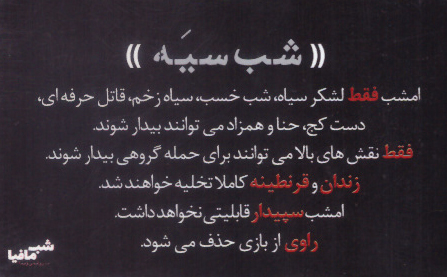 (( شب سیَه ))
امشب فقط لشکر سیاه، شب خسب، سیاه زخم، قاتل حرفه ای،
دست کج، حنا و همزاد می توانند بیدار شوند.
فقط نقش های بالا می توانند برای حمله گروهی بیدار شوند.
زندان و قرنطینه کاملا تخلیه خواهند شد.
امشب سپیدار قابلیتی نخواهد داشت.
راوی از بازی حذف می شود.
شب
مافیا